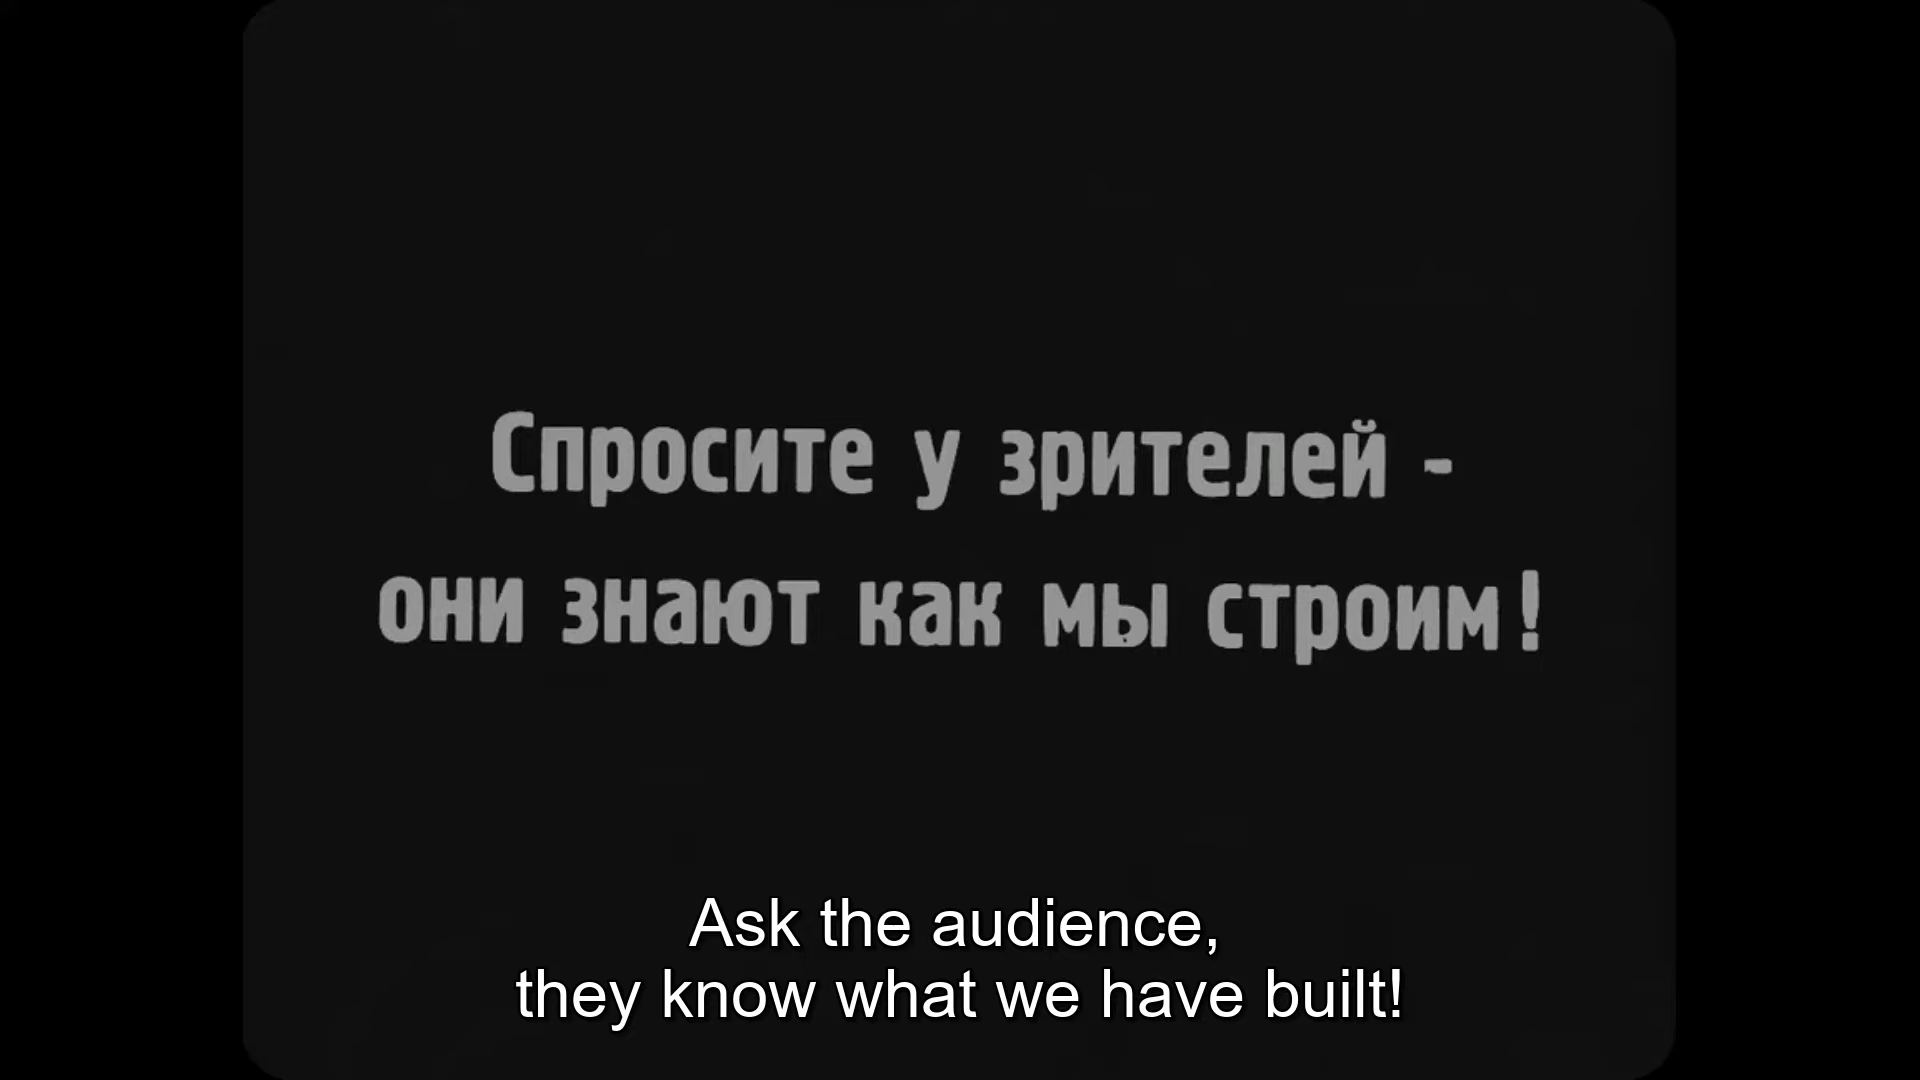 Спросите у зрителей -
они знают как мы строим!
Ask the audience,
they know what we have built!